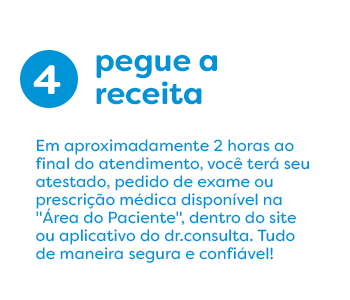 4
pegue a
receita
Em aproximadamente 2 horas ao
final do atendimento, você terá seu
atestado, pedido de exame ou
prescrição médica disponível na
"Área do Paciente", dentro do site
ou aplicativo do dr.consulta. Tudo
de maneira segura e confiável!